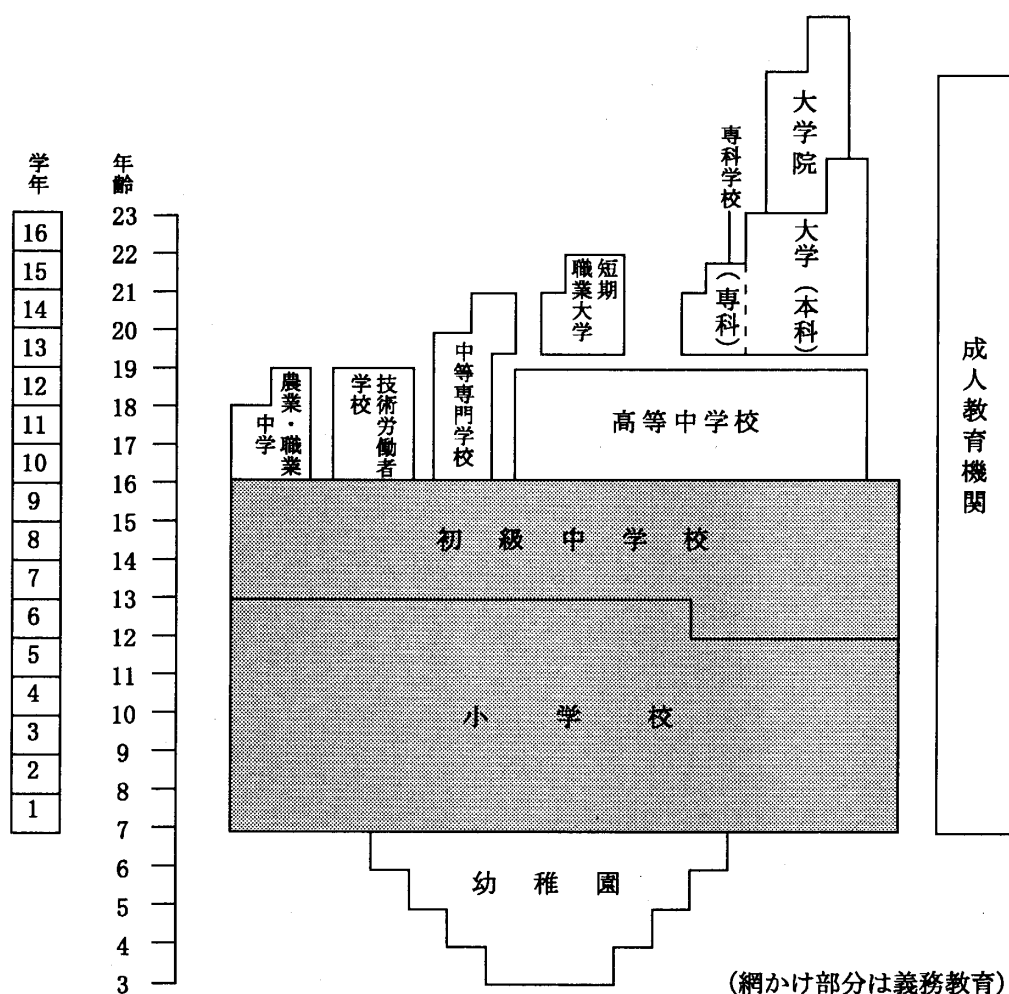 大学院
専科学校
学年
年齢
23
22
21
20
19
18
17
16
15
14
13
12
11
10
9
8
7
6
5
4
3
16
15
14
13
12
11
10
9
8
7
6
5
4
3
2
1
大学（本科）
（専科）
短期
職業大学
中等専門学校
技術労働者
学校
農業・職業
中学
高等中学校
成人教育機関
初級中学校
小学校
幼稚園
(網かけ部分は義務教育)